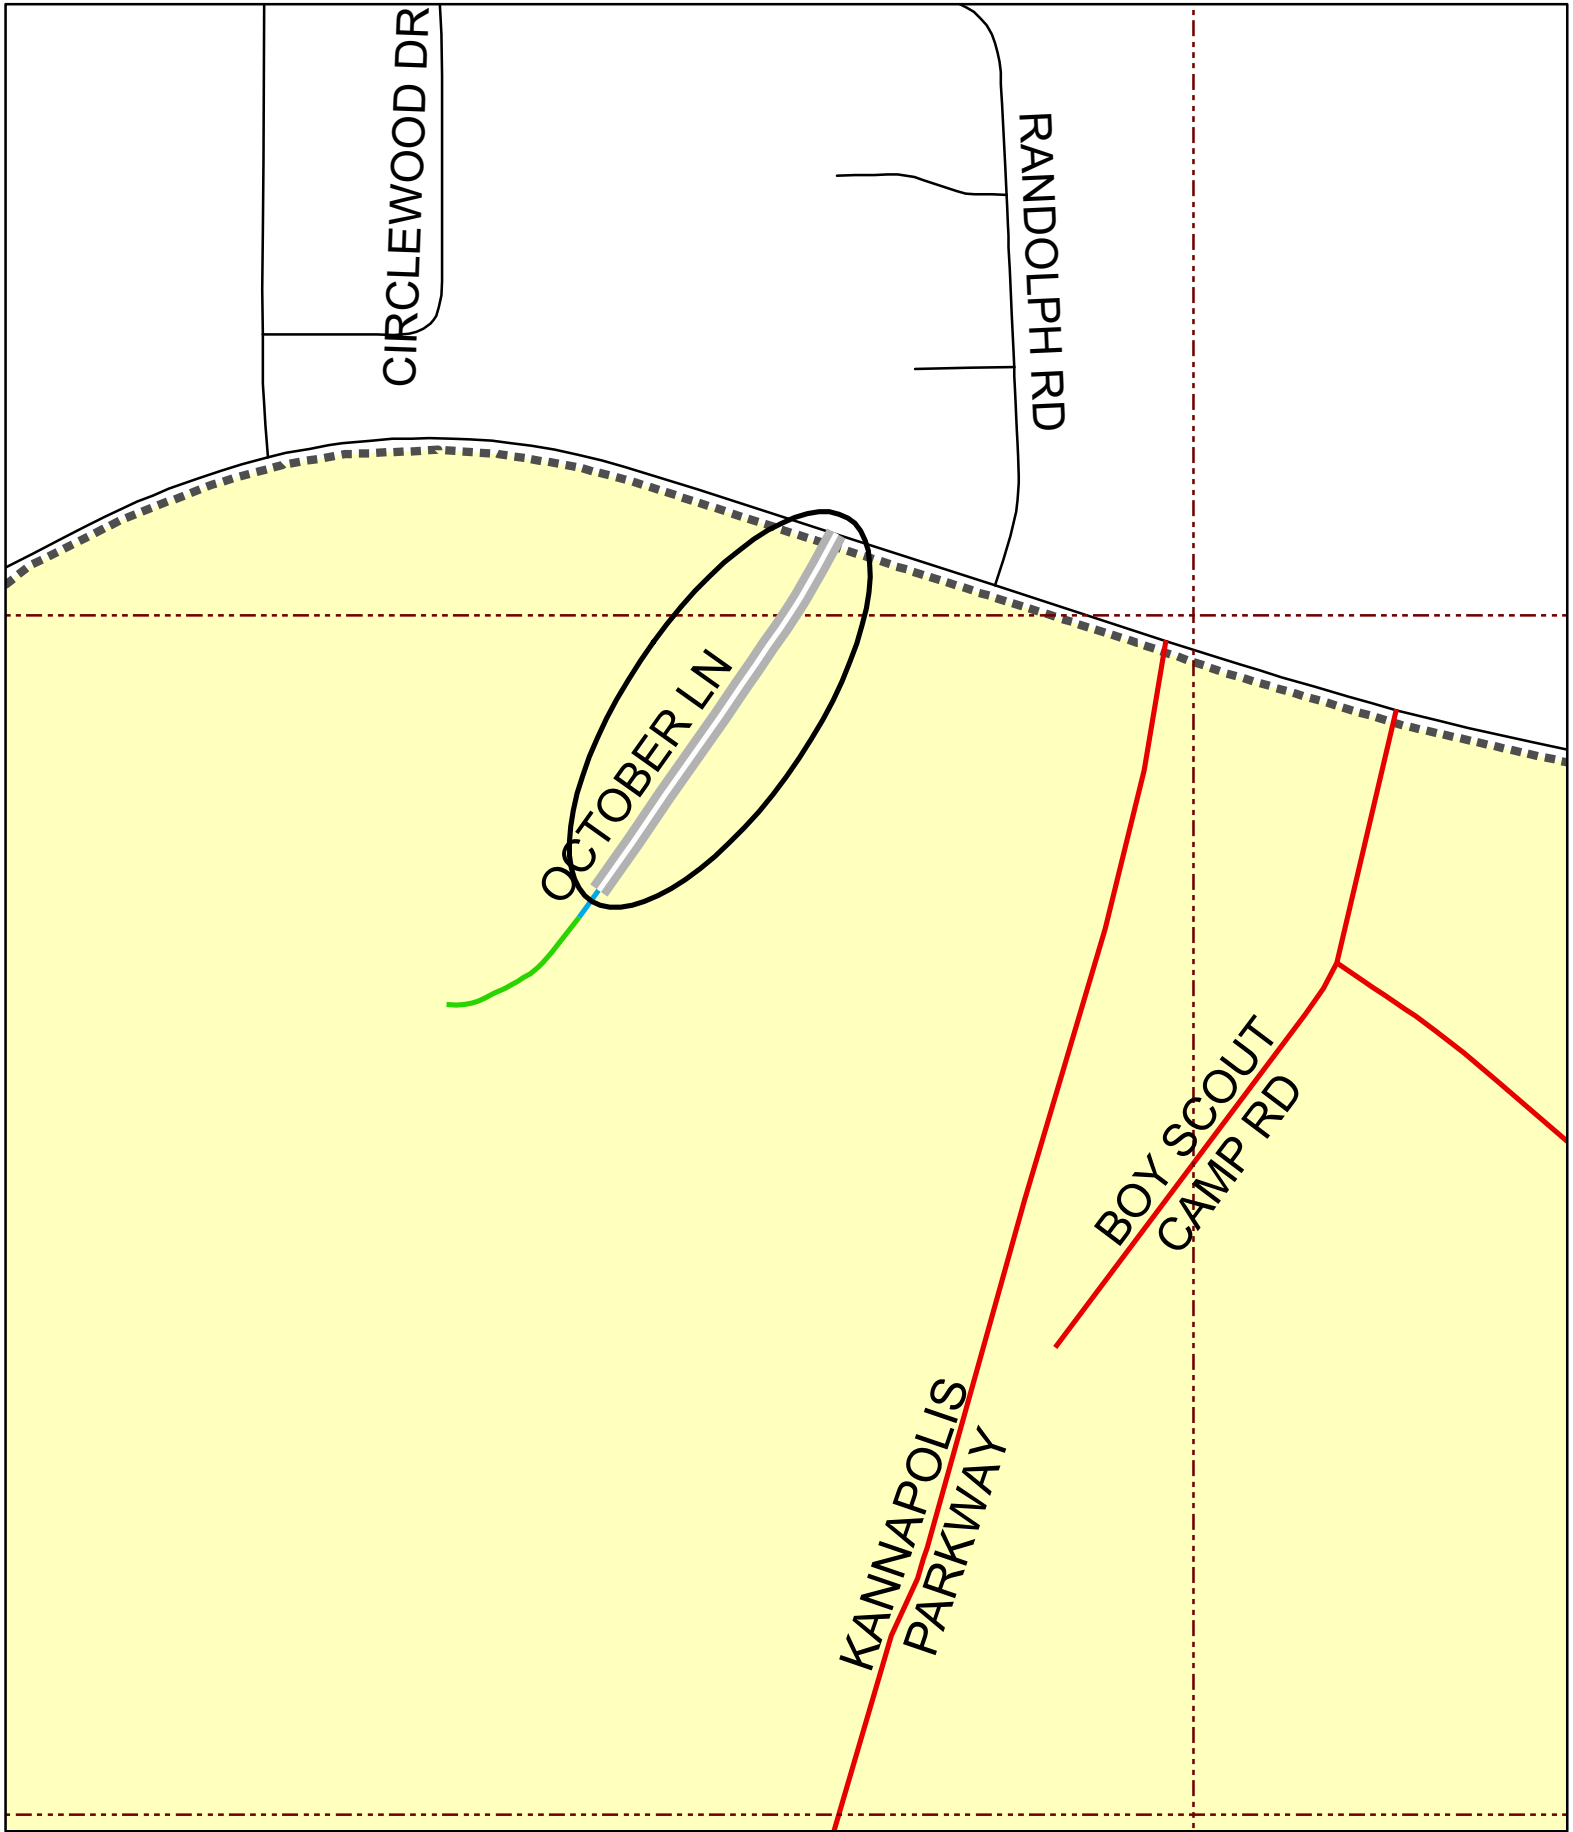 CIRCLEWOOD DR
RANDOLPH RD
OCTOBER LN
BOY SCOUT
CAMP RD
KANNAPOLIS
PARKWAY